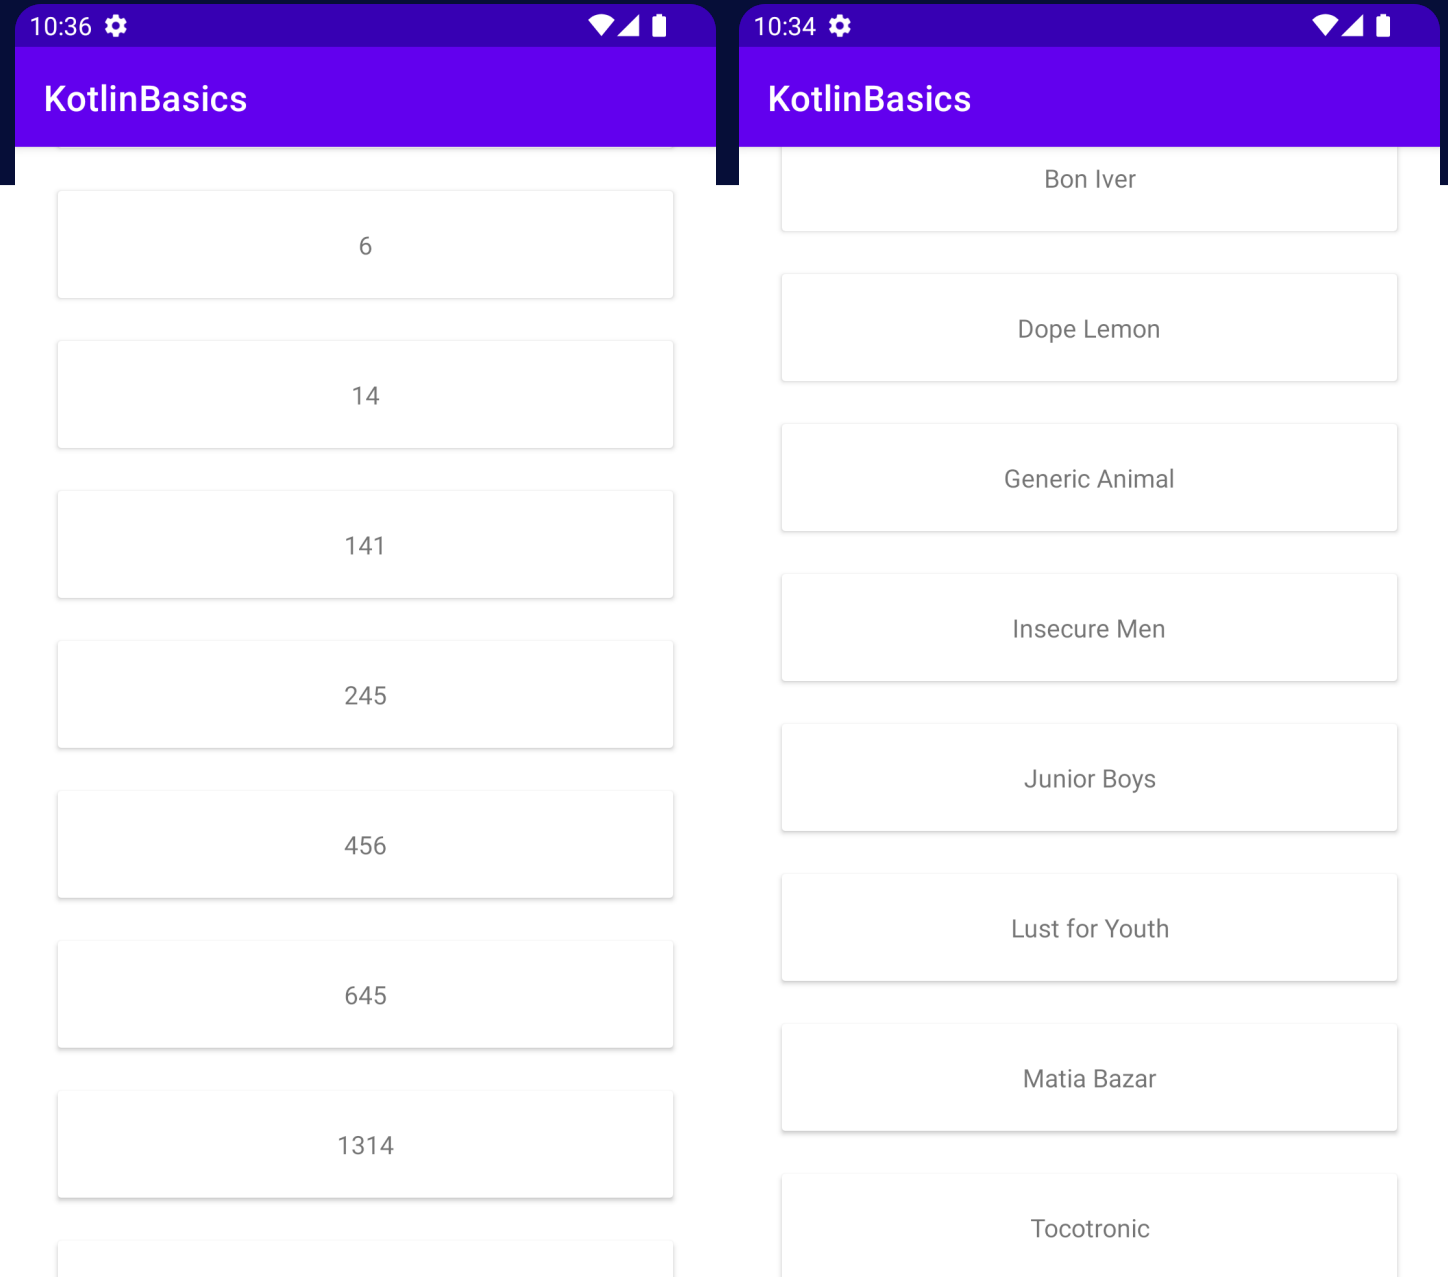 10:36
KotlinBasics
6
14
141
245
456
645
1314
10:34
KotlinBasics
Bon Iver
Dope Lemon
Generic Animal
Insecure Men
Junior Boys
Lust for Youth
Matia Bazar
Tocotronic